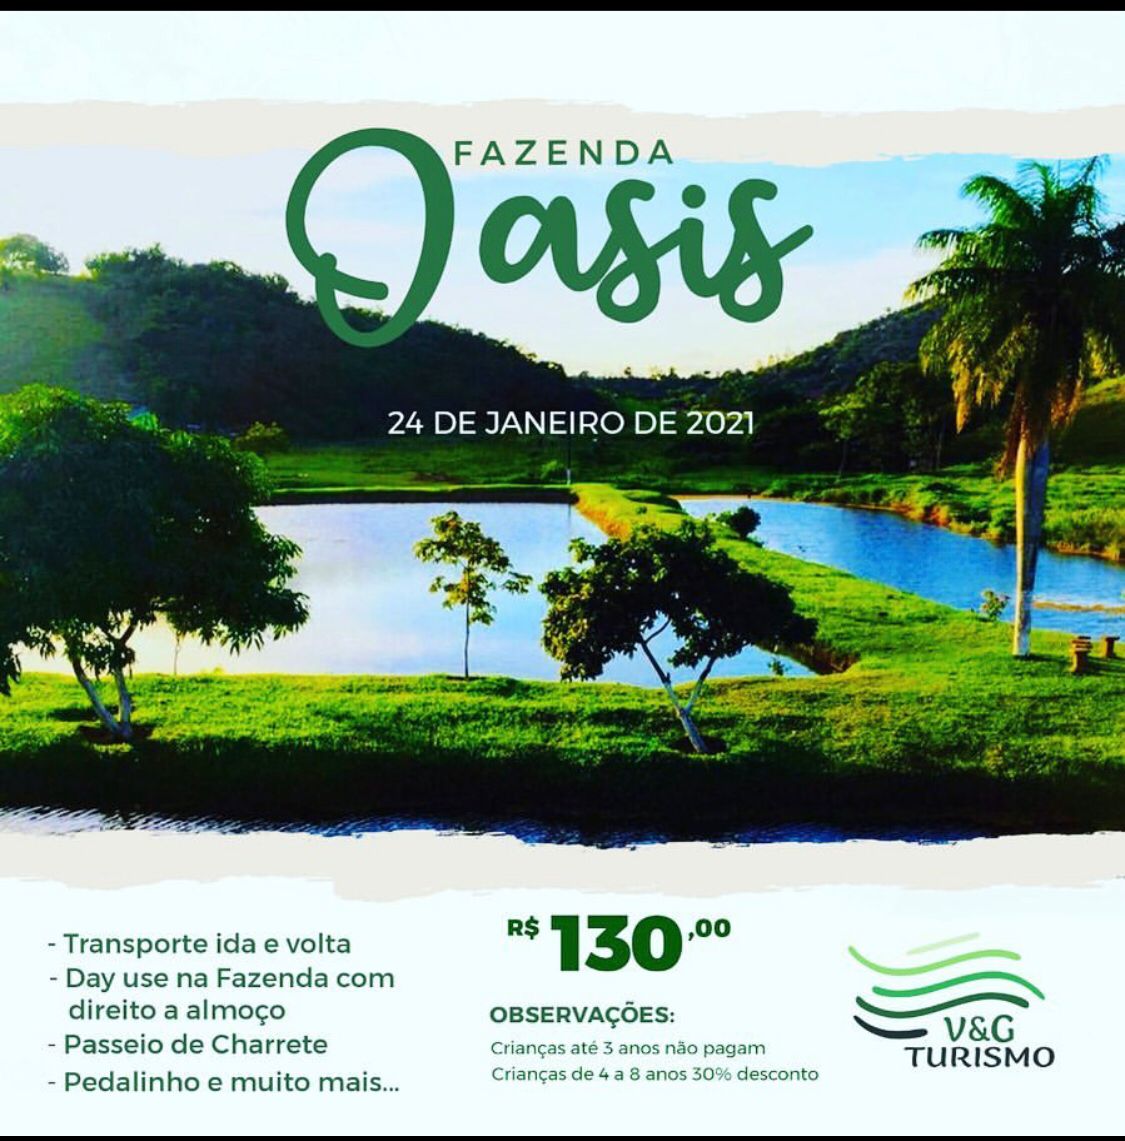 FAZENDA
Oasis
24 DE JANEIRO DE 2021
- Transporte ida e volta
- Day use na Fazenda com
direito a almoço
- Passeio de Charrete
- Pedalinho e muito mais...
R$ 130,00
OBSERVAÇÕES:
Crianças até 3 anos não pagam
Crianças de 4 a 8 anos 30% desconto
V&G
TURISMO